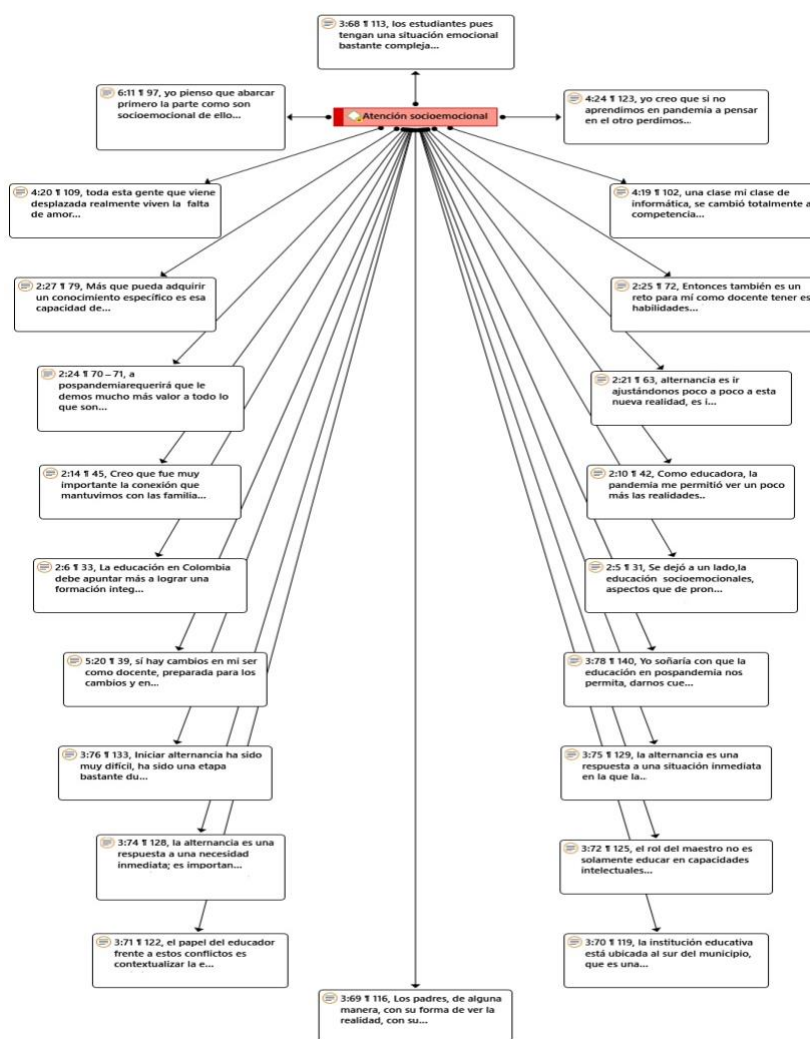 3:68 ¶ 113, los estudiantes pues
tengan una situación emocional
bastante compleja...
6:11 ¶ 97, yo pienso que abarcar
primero la parte como son
socioemocional de ello...
Atención socioemocional
4:24 ¶ 123, yo creo que si no
aprendimos en pandemia a pensar
en el otro perdimos...
4:20 ¶ 109, toda esta gente que viene
desplazada realmente viven la falta
de amor...
4:19 ¶ 102, una clase mi clase de
informática, se cambió totalmente a
competencia...
2:27 ¶ 79, Más que pueda adquirir
un conocimiento específico es esa
capacidad de...
2:25 ¶ 72, Entonces también es un
reto para mí como docente tener es
habilidades...
2:24 ¶ 70 – 71, a
pospandemiarequerirá que le
demos mucho más valor a todo lo
que son...
2:21 ¶ 63, alternancia es ir
ajustándonos poco a poco a esta
nueva realidad, es i...
2:14 ¶ 45, Creo que fue muy
importante la conexión que
mantuvimos con las familia...
2:10 ¶ 42, Como educadora, la
pandemia me permitió ver un poco
más las realidades..
2:6 ¶ 33, La educación en Colombia
debe apuntar más a lograr una
formación integ...
2:5 ¶ 31, Se dejó a un lado,la
educación socioemocionales,
aspectos que de pron...
5:20 ¶ 39, sí hay cambios en mi ser
como docente, preparada para los
cambios y en...
3:78 ¶ 140, Yo soñaría con que la
educación en pospandemia nos
permita, darnos cue...
3:76 ¶ 133, Iniciar alternancia ha sido
muy difícil, ha sido una etapa
bastante du...
3:75 ¶ 129, la alternancia es una
respuesta a una situación inmediata
en la que la..
3:74 ¶ 128, la alternancia es una
respuesta a una necesidad
inmediata; es importan...
3:72 ¶ 125, el rol del maestro no es
solamente educar en capacidades
intelectuales...
3:71 ¶ 122, el papel del educador
frente a estos conflictos es
contextualizar la e...
3:70 ¶ 119, la institución educativa
está ubicada al sur del municipio,
que es una...
3:69 ¶ 116, Los padres, de alguna
manera, con su forma de ver la
realidad, con su...